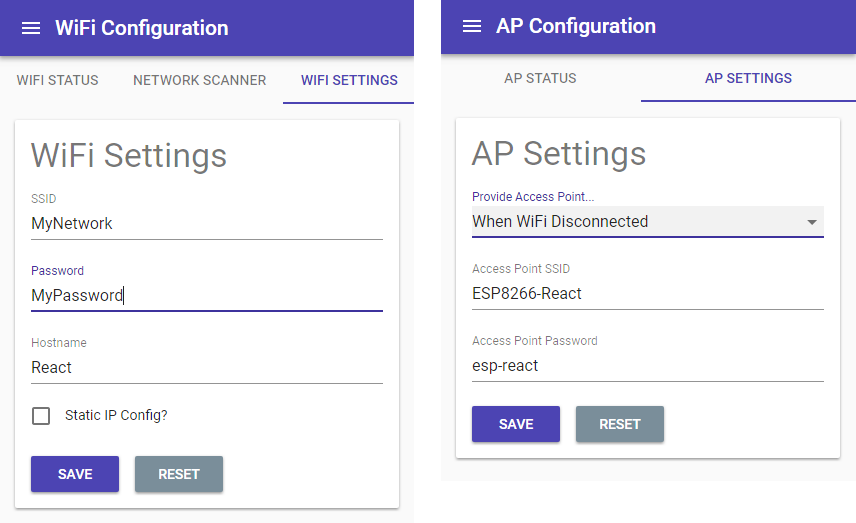 WiFi Configuration
WIFI STATUS NETWORK SCANNER WIFI SETTINGS
WiFi Settings
SSID
MyNetwork
Password
MyPassword
Hostname
React
Static IP Config?
SAVE RESET
AP Configuration
AP STATUS AP SETTINGS
AP Settings
Provide Access Point...
When WiFi Disconnected
Access Point SSID
ESP8266-React
Access Point Password
esp-react
SAVE RESET